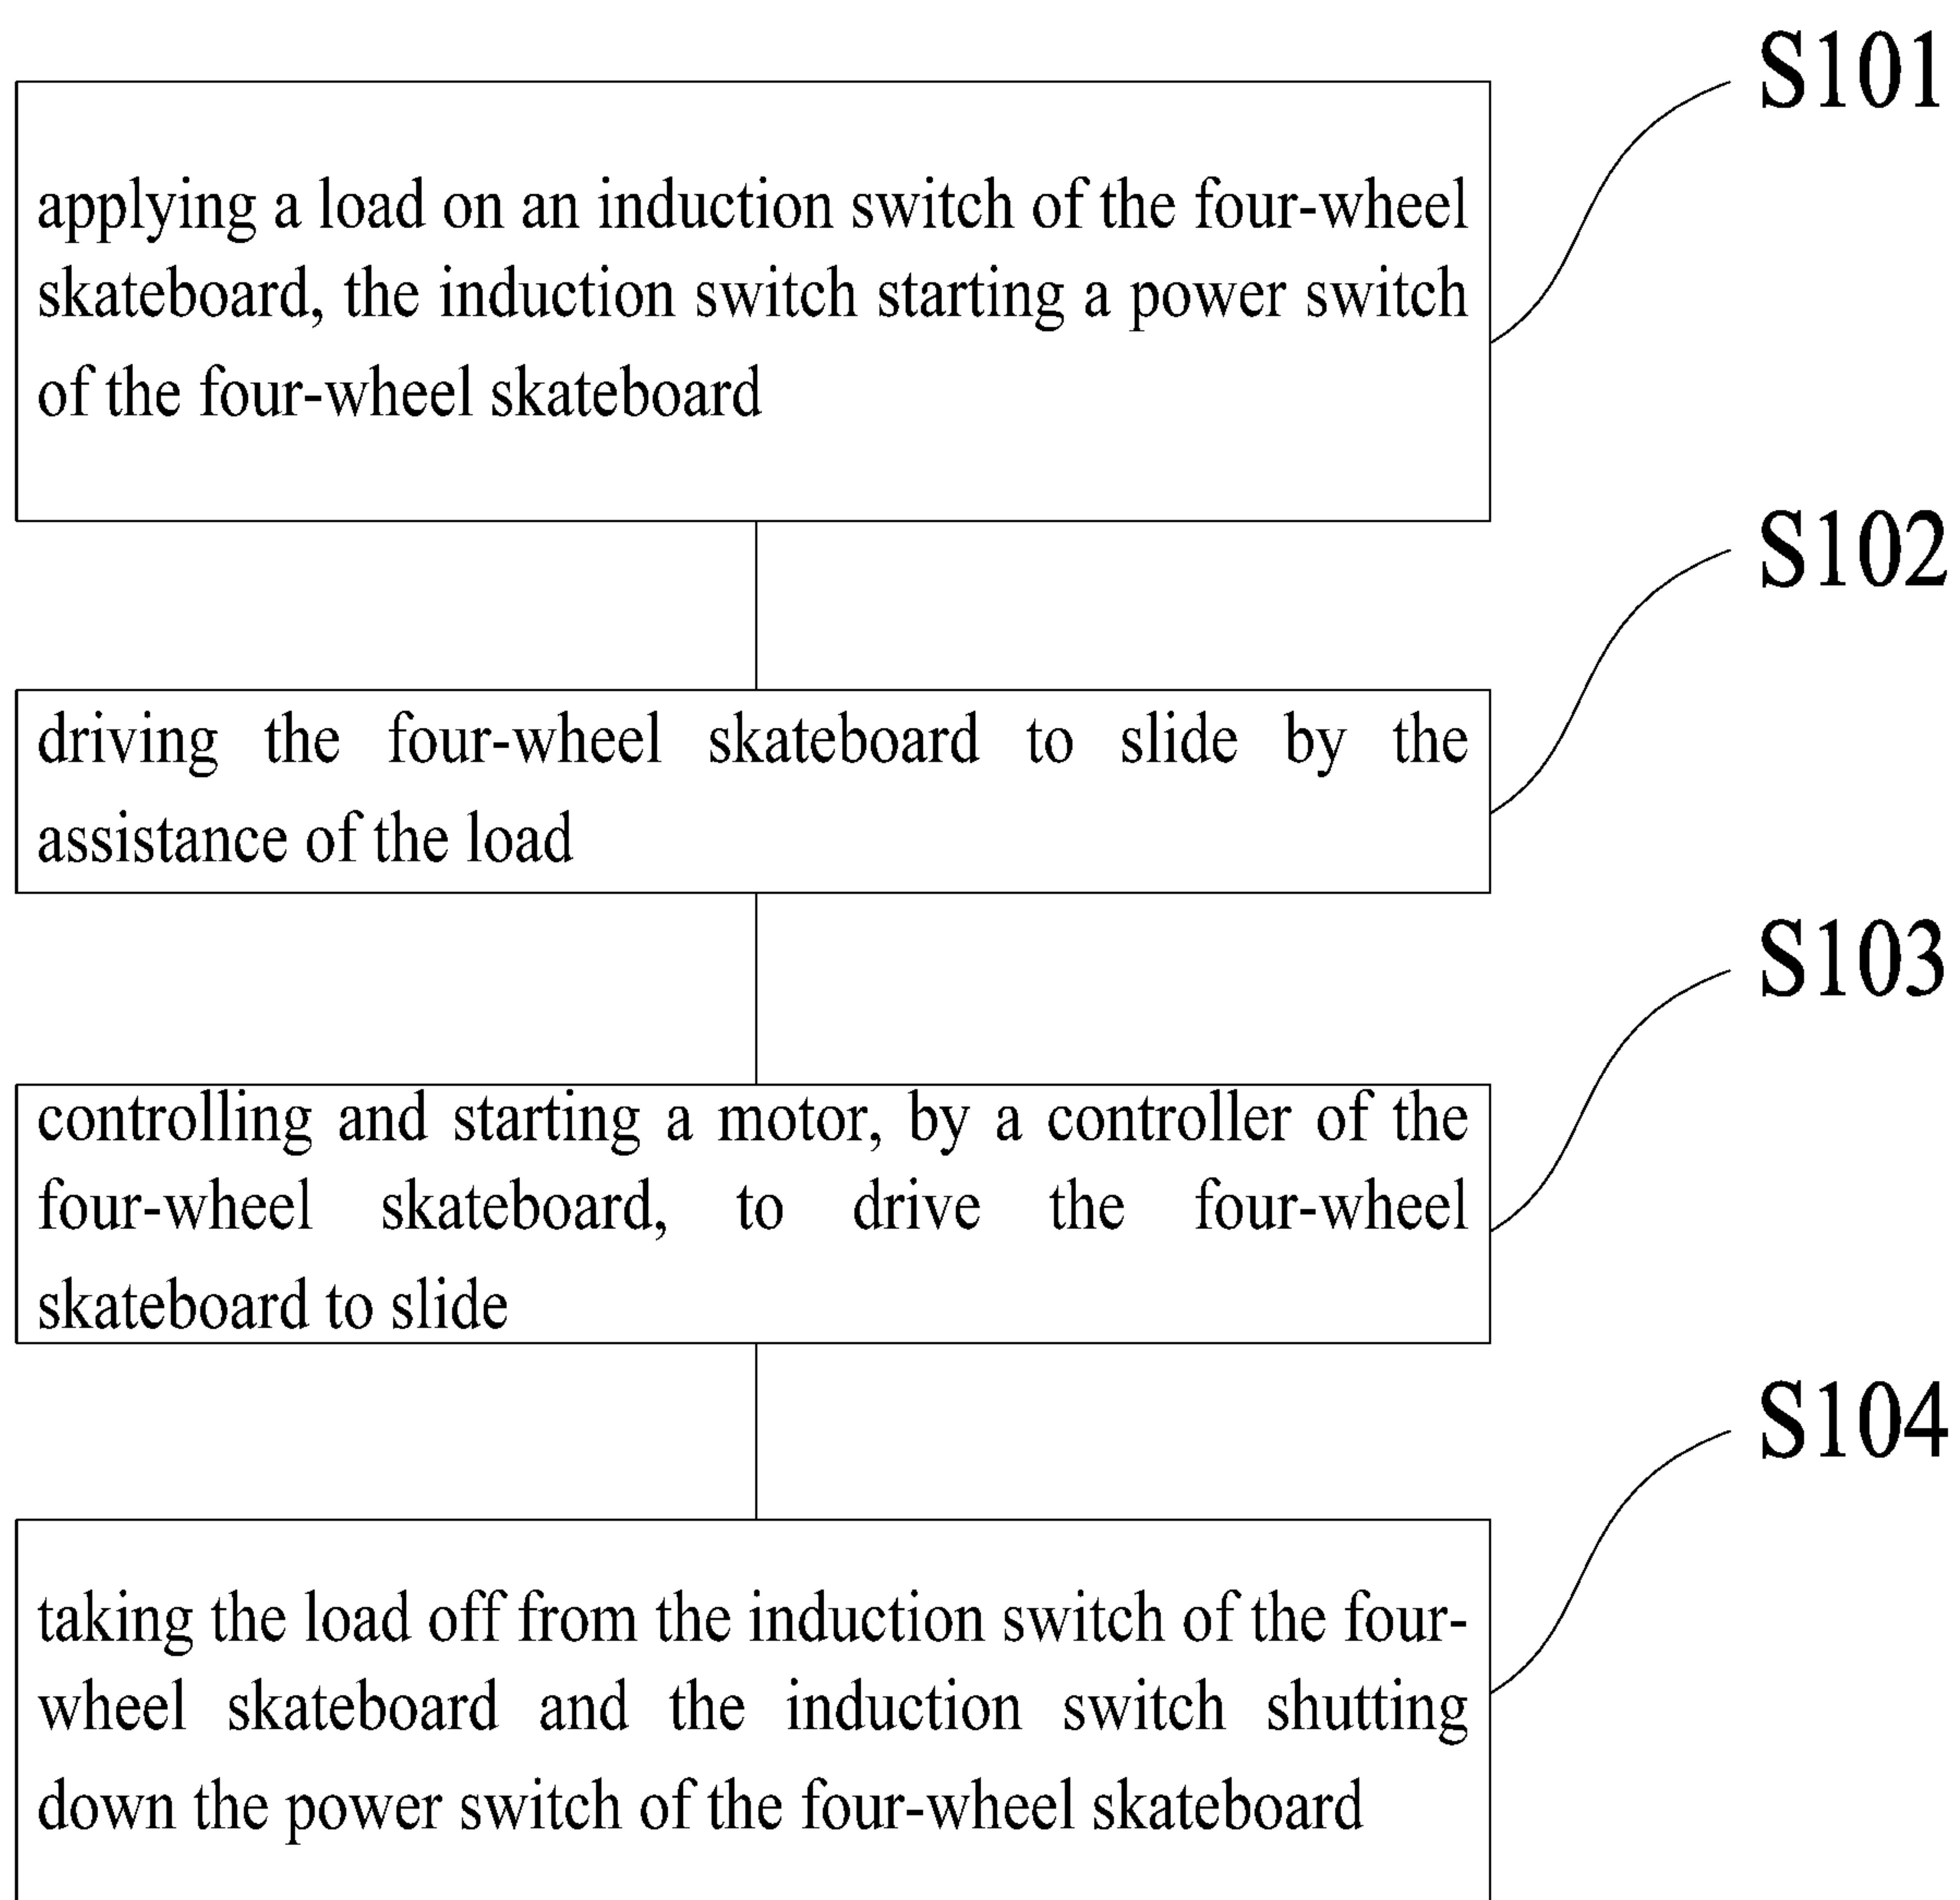 S101
applying a load on an induction switch of the four-wheel
skateboard, the induction switch starting a power switch
of the four-wheel skateboard
S102
driving the four-wheel skateboard to slide by the
assistance of the load
S103
controlling and starting a motor, by a controller of the
four-wheel skateboard, to drive the four-wheel
skateboard to slide
S104
taking the load off from the induction switch of the four-
wheel skateboard and the induction switch shutting
down the power switch of the four-wheel skateboard